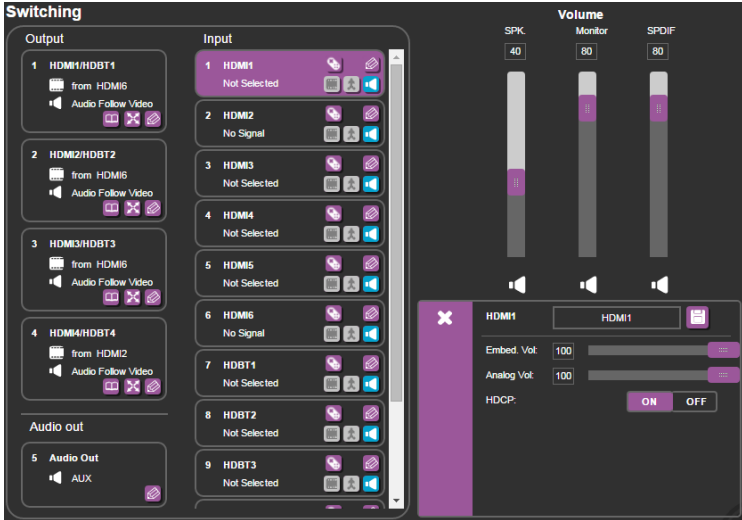 Switching
Output
1 HDMI1/HDBT1
from HDMI6
Audio Follow Video
2 HDMI2/HDBT2
from HDMI6
Audio Follow Video
3 HDMI3/HDBT3
from HDMI6
Audio Follow Video
4 HDMI4/HDBT4
from HDMI2
Audio Follow Video
Audio out
5 Audio Out
AUX
Input
1 HDMI1
Not Selected
2 HDMI2
No Signal
3 HDMI3
Not Selected
4 HDMI4
Not Selected
5 HDMI5
Not Selected
6 HDMI6
No Signal
7 HDBT1
Not Selected
8 HDBT2
Not Selected
9 HDBT3
Not Selected
Volume
SPK. Monitor SPDIF
40 80 80
HDMI1 HDMI1
Embed. Vol: 100
Analog Vol: 100
HDCP: ON OFF